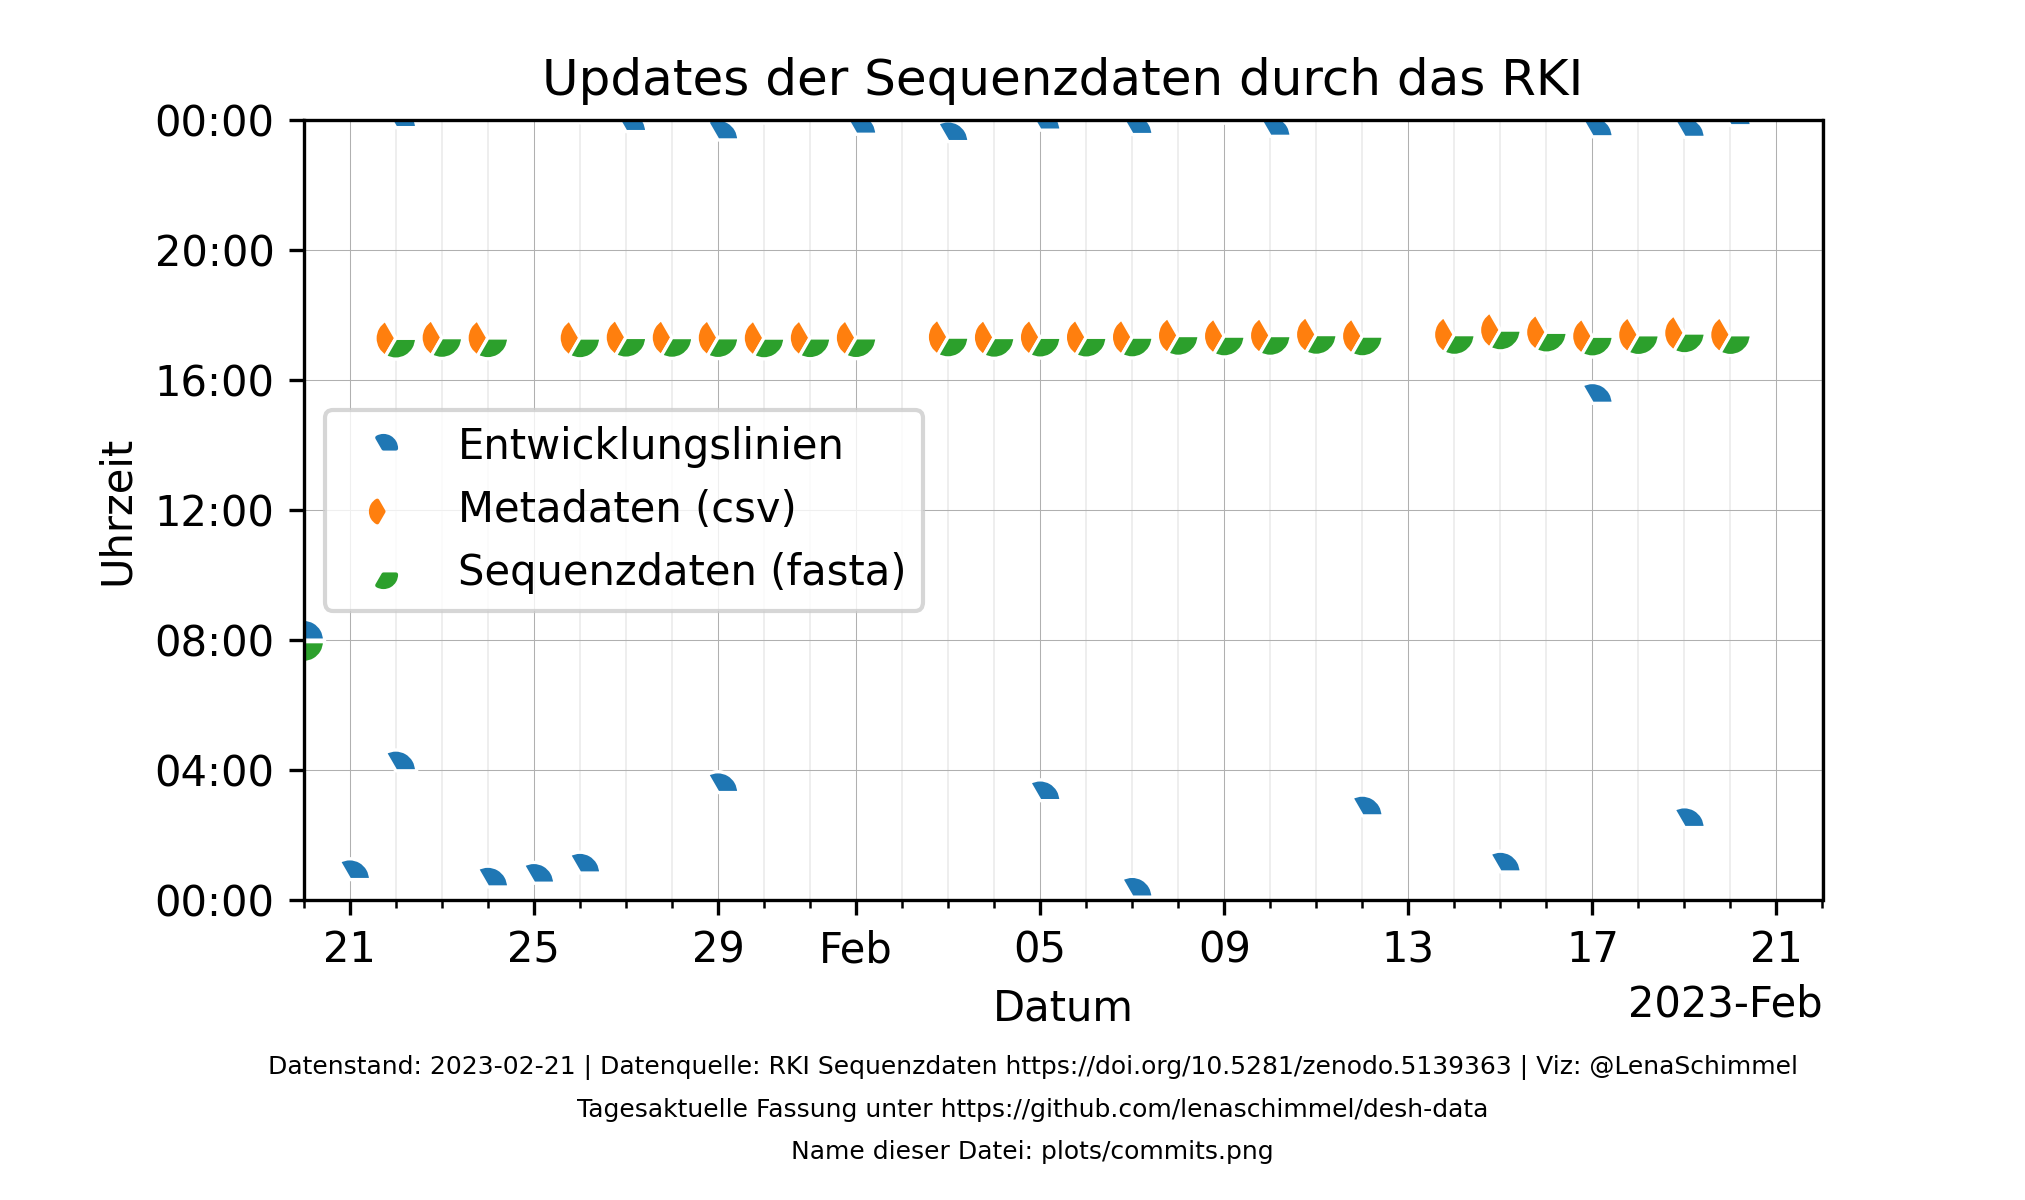 Updates der Sequenzdaten durch das RKI
00:00
20:00
16:00
12:00
08:00
04:00
00:00
Uhrzeit
Entwicklungslinien
Metadaten (csv)
Sequenzdaten (fasta)
21 25 29 Feb 05 09 13 17 21
Datum
2023-Feb
Datenstand: 2023-02-21 | Datenquelle: RKI Sequenzdaten https://doi.org/10.5281/zenodo.5139363 | Viz: @LenaSchimmel
Tagesaktuelle Fassung unter https://github.com/lenaschimmel/desh-data
Name dieser Datei: plots/commits.png